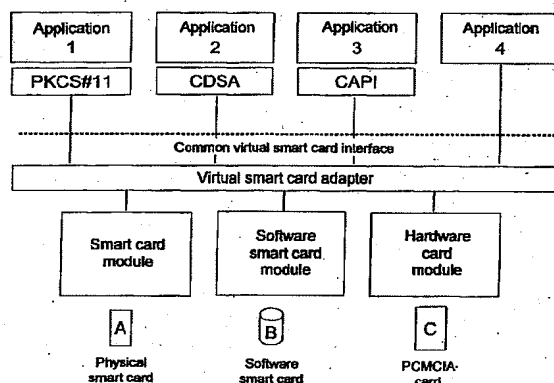 Application 1
Application 2
Application 3
Application 4
PKCS#11
CDSA
CAPI
Common virtual smart card interface
Virtual smart card adapter
Smart card module
Software smart card module
Hardware card module
A
B
C
Physical smart card
Software smart card
PCMCIA- card